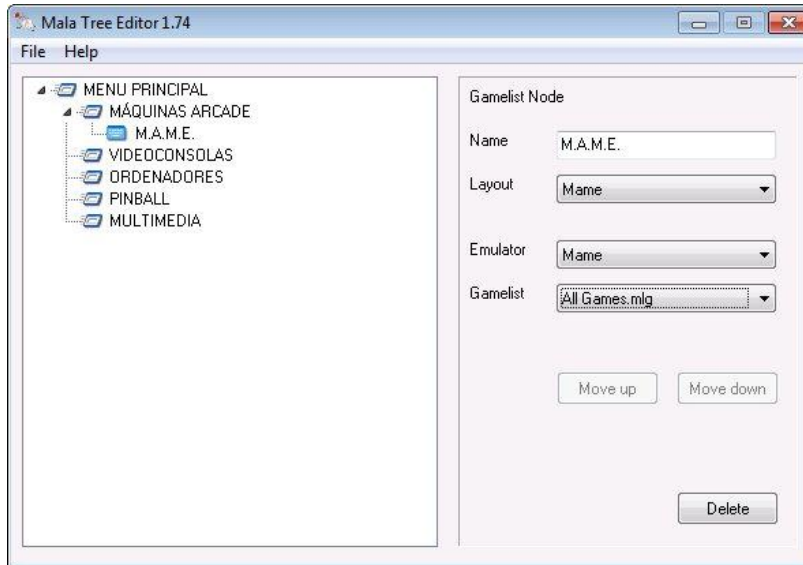 Mala Tree Editor 1.74
File Help
MENU PRINCIPAL
MÁQUINAS ARCADE
M.A.M.E.
VIDEOCONSOLAS
ORDENADORES
PINBALL
MULTIMEDIA
Gamelist Node
Name M.A.M.E.
Layout Mame
Emulator Mame
Gamelist All Games.mlg
Move up Move down
Delete